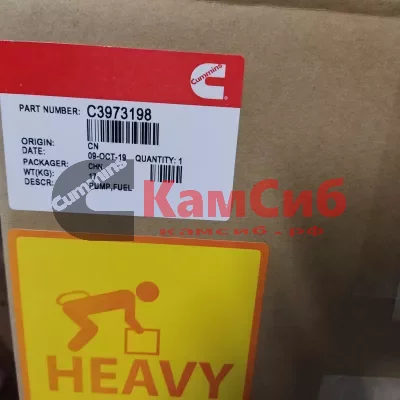 Cummins
PART NUMBER: C3973198
ORIGIN: CN
DATE: 09-OCT-19 QUANTITY: 1
PACKAGER: CHN
WT(KG): 17
DESCR: PUMP,FUEL
Cummins КамСиб
камсиб.рф
HEAVY